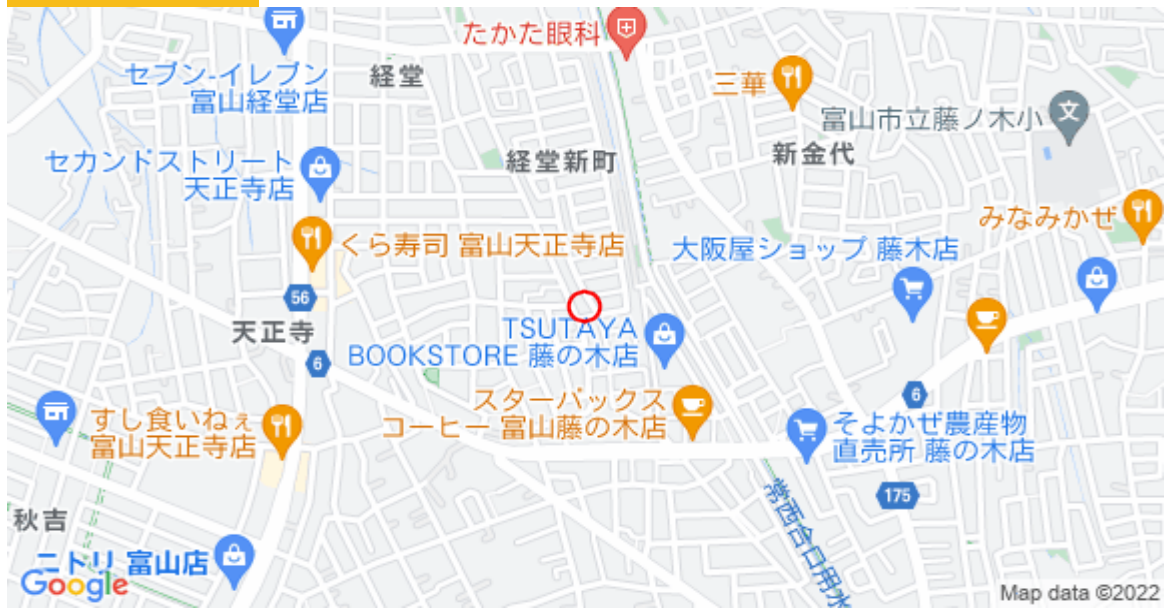 たかた眼科
セブン-イレブン
富山経堂店
経堂
三華
富山市立藤ノ木小
文
セカンドストリート
天正寺店
経堂新町
新金代
みなみかぜ
くら寿司 富山天正寺店
大阪屋ショップ 藤木店
56
天正寺
TSUTAYA
BOOKSTORE 藤の木店
6
6
スターバックス
コーヒー 富山藤の木店
すし食いねぇ
富山天正寺店
そよかぜ農産物
直売所 藤の木店
175
秋吉
常西合口用水
ニトリ 富山店
Google
Map data ©2022